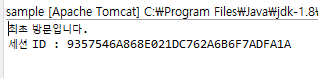 sample [Apache Tomcat] C:₩Program Files₩Java₩jdk-1.8₩
최초 방문입니다.
세션 ID : 9357546A868E021DC762A6B6F7ADFA1A